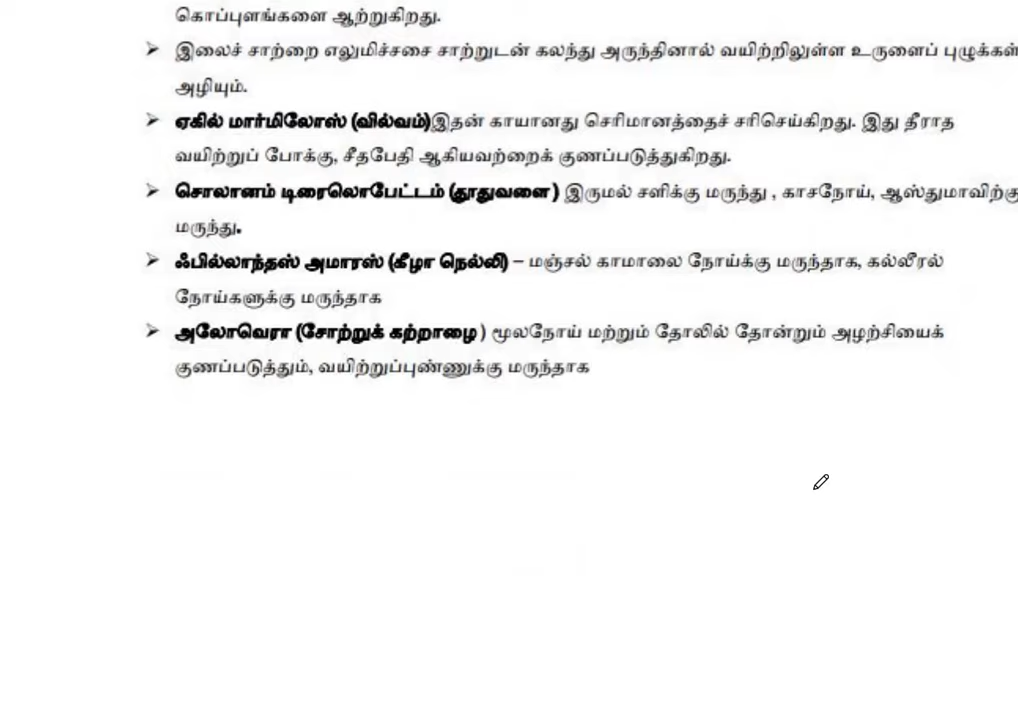 கொப்புளங்களை ஆற்றுகிறது.
➢ இலைச் சாற்றை எலுமிச்சசை சாற்றுடன் கலந்து அருந்தினால் வயிற்றிலுள்ள உருளைப் புழுக்கள்
அழியும்.
➢ ஏகில் மார்மிலோஸ் (வில்வம்)இதன் காயானது செரிமானத்தைச் சரிசெய்கிறது. இது தீராத
வயிற்றுப் போக்கு, சீதபேதி ஆகியவற்றைக் குணப்படுத்துகிறது.
➢ சொலானம் டிரைலொபேட்டம் (தூதுவளை ) இருமல் சளிக்கு மருந்து , காசநோய், ஆஸ்துமாவிற்கு
மருந்து.
➢ ஃபில்லாந்தஸ் அமாரஸ் (கீழா நெல்லி) – மஞ்சல் காமாலை நோய்க்கு மருந்தாக, கல்லீரல்
நோய்களுக்கு மருந்தாக
➢ அலோவெரா (சோற்றுக் கற்றாழை ) மூலநோய் மற்றும் தோலில் தோன்றும் அழற்சியைக்
குணப்படுத்தும், வயிற்றுப்புண்ணுக்கு மருந்தாக